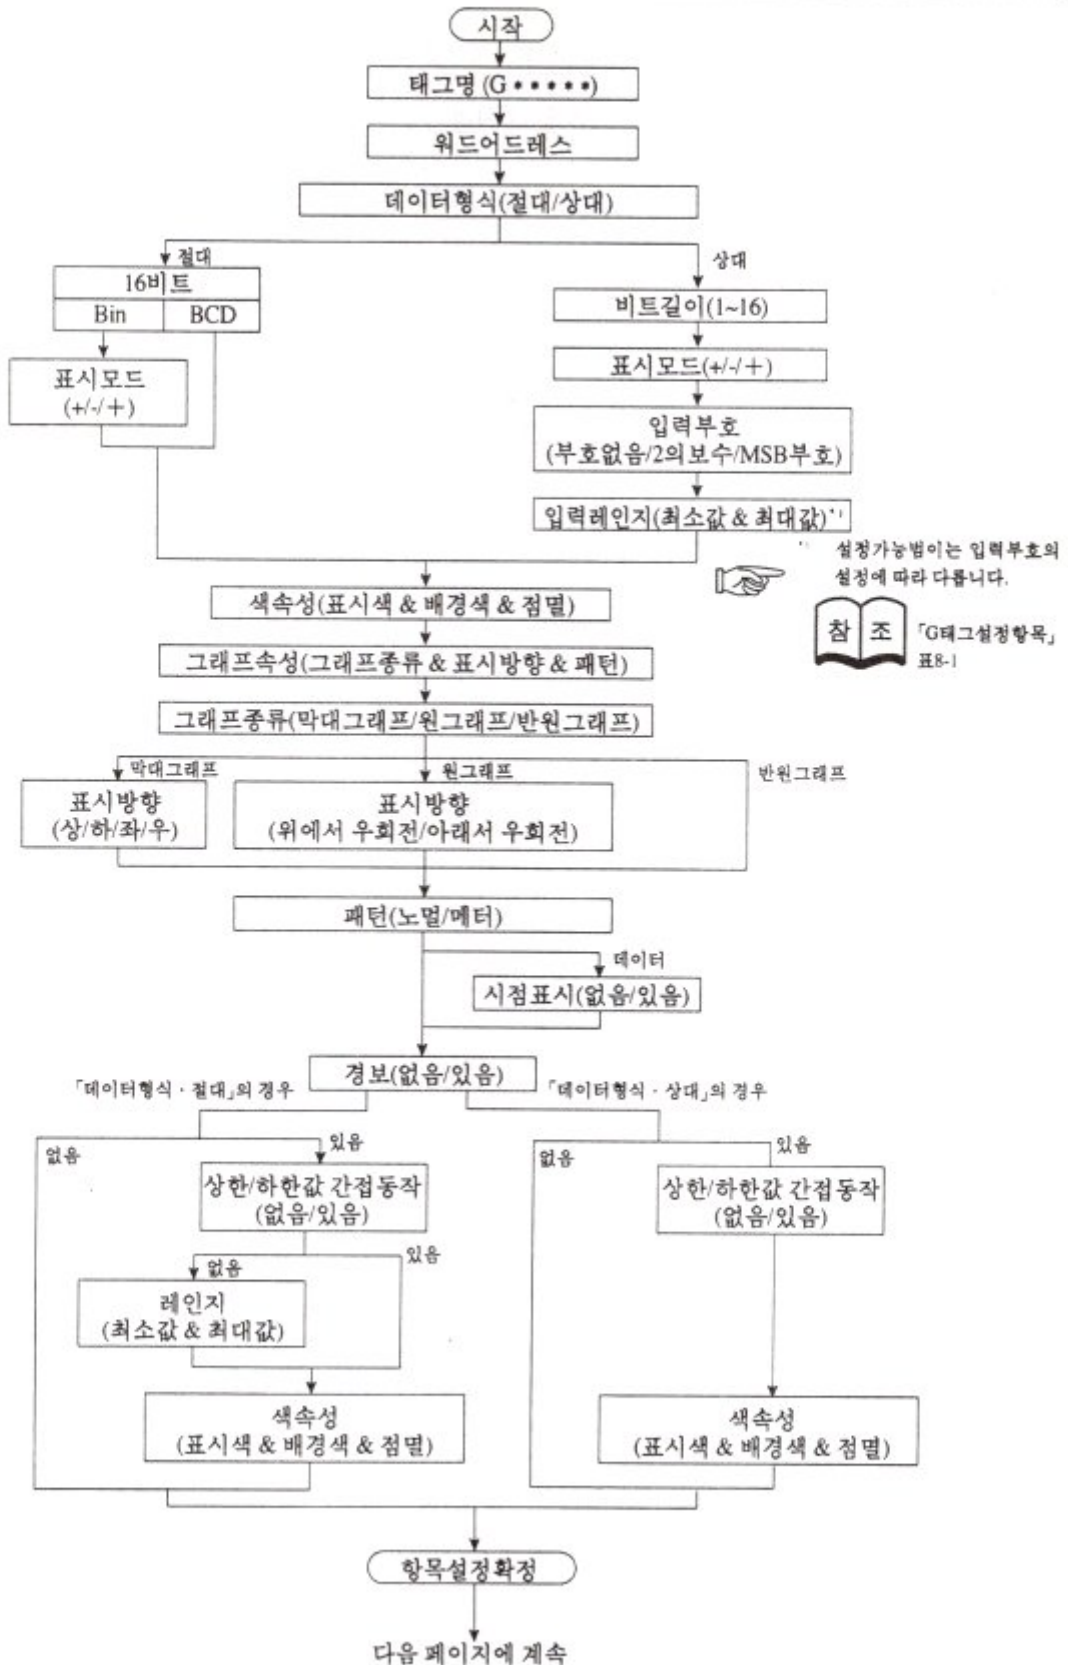 시작
태그명 (G • • • • •)
워드어드레스
데이터형식(절대/상대)
절대
상대
16비트
Bin
BCD
표시모드
(+/-/+)
비트길이(1~16)
표시모드(+/-/+)
입력부호
(부호없음/2의보수/MSB부호)
입력레인지(최소값 & 최대값)*1
*1
설정가능범이는 입력부호의
설정에 따라 다릅니다.
참 조
「G태그설정항목」
표8-1
색속성(표시색 & 배경색 & 점멸)
그래프속성(그래프종류 & 표시방향 & 패턴)
그래프종류(막대그래프/원그래프/반원그래프)
막대그래프
원그래프
반원그래프
표시방향
(상/하/좌/우)
표시방향
(위에서 우회전/아래서 우회전)
패턴(노멀/메터)
데이터
시점표시(없음/있음)
경보(없음/있음)
「데이터형식 · 절대」의 경우
「데이터형식 · 상대」의 경우
없음
있음
없음
있음
상한/하한값 간접동작
(없음/있음)
상한/하한값 간접동작
(없음/있음)
없음
있음
레인지
(최소값 & 최대값)
색속성
(표시색 & 배경색 & 점멸)
색속성
(표시색 & 배경색 & 점멸)
항목설정확정
다음 페이지에 계속